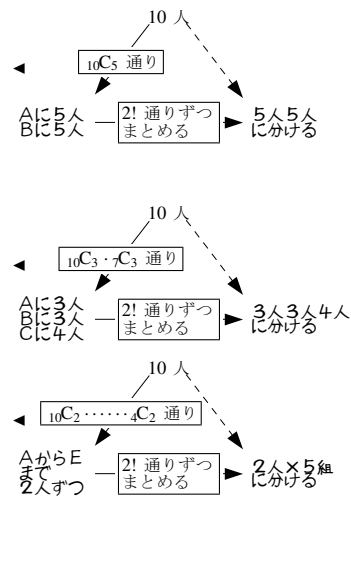 10 人
10C5 通り
Aに5人
Bに5人
2! 通りずつ
まとめる
5人5人
に分ける
10 人
10C3・7C3 通り
Aに3人
Bに3人
Cに4人
2! 通りずつ
まとめる
3人3人4人
に分ける
10 人
10C2・・・・・・4C2 通り
AからE
まで
2人ずつ
2! 通りずつ
まとめる
2人×5組
に分ける